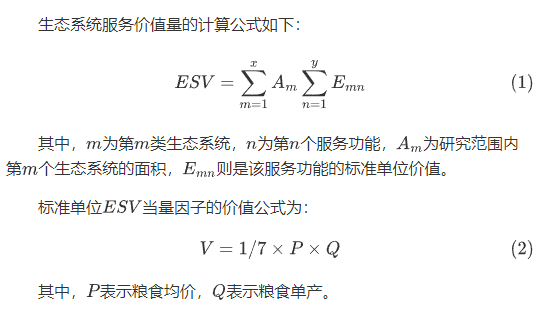 生态系统服务价值量的计算公式如下：
$$ESV = \sum_{m=1}^{x} A_m \sum_{n=1}^{y} E_{mn} \quad (1)$$
其中，$m$为第$m$类生态系统，$n$为第$n$个服务功能，$A_m$为研究范围内
第$m$个生态系统的面积，$E_{mn}$则是该服务功能的标准单位价值。
标准单位$ESV$当量因子的价值公式为：
$$V = 1/7 \times P \times Q \quad (2)$$
其中，$P$表示粮食均价，$Q$表示粮食单产。